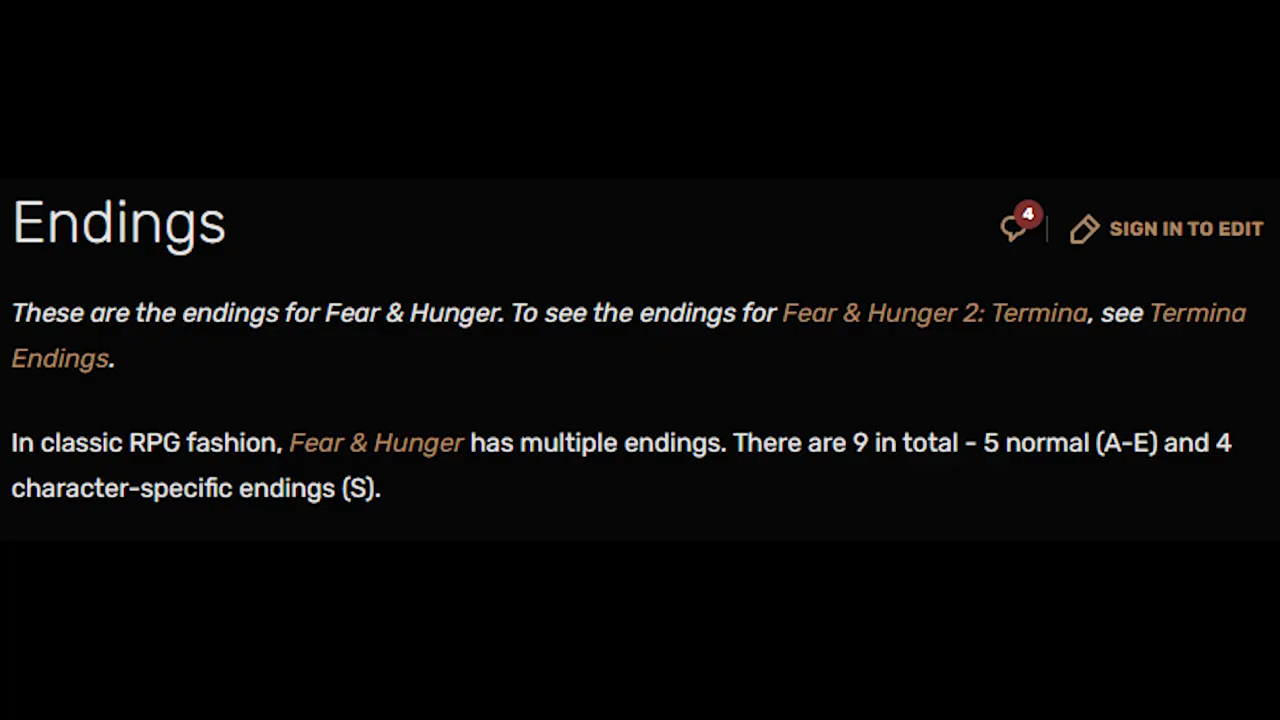 Endings
4
SIGN IN TO EDIT
These are the endings for Fear & Hunger. To see the endings for Fear & Hunger 2: Termina, see Termina
Endings.
In classic RPG fashion, Fear & Hunger has multiple endings. There are 9 in total - 5 normal (A-E) and 4
character-specific endings (S).